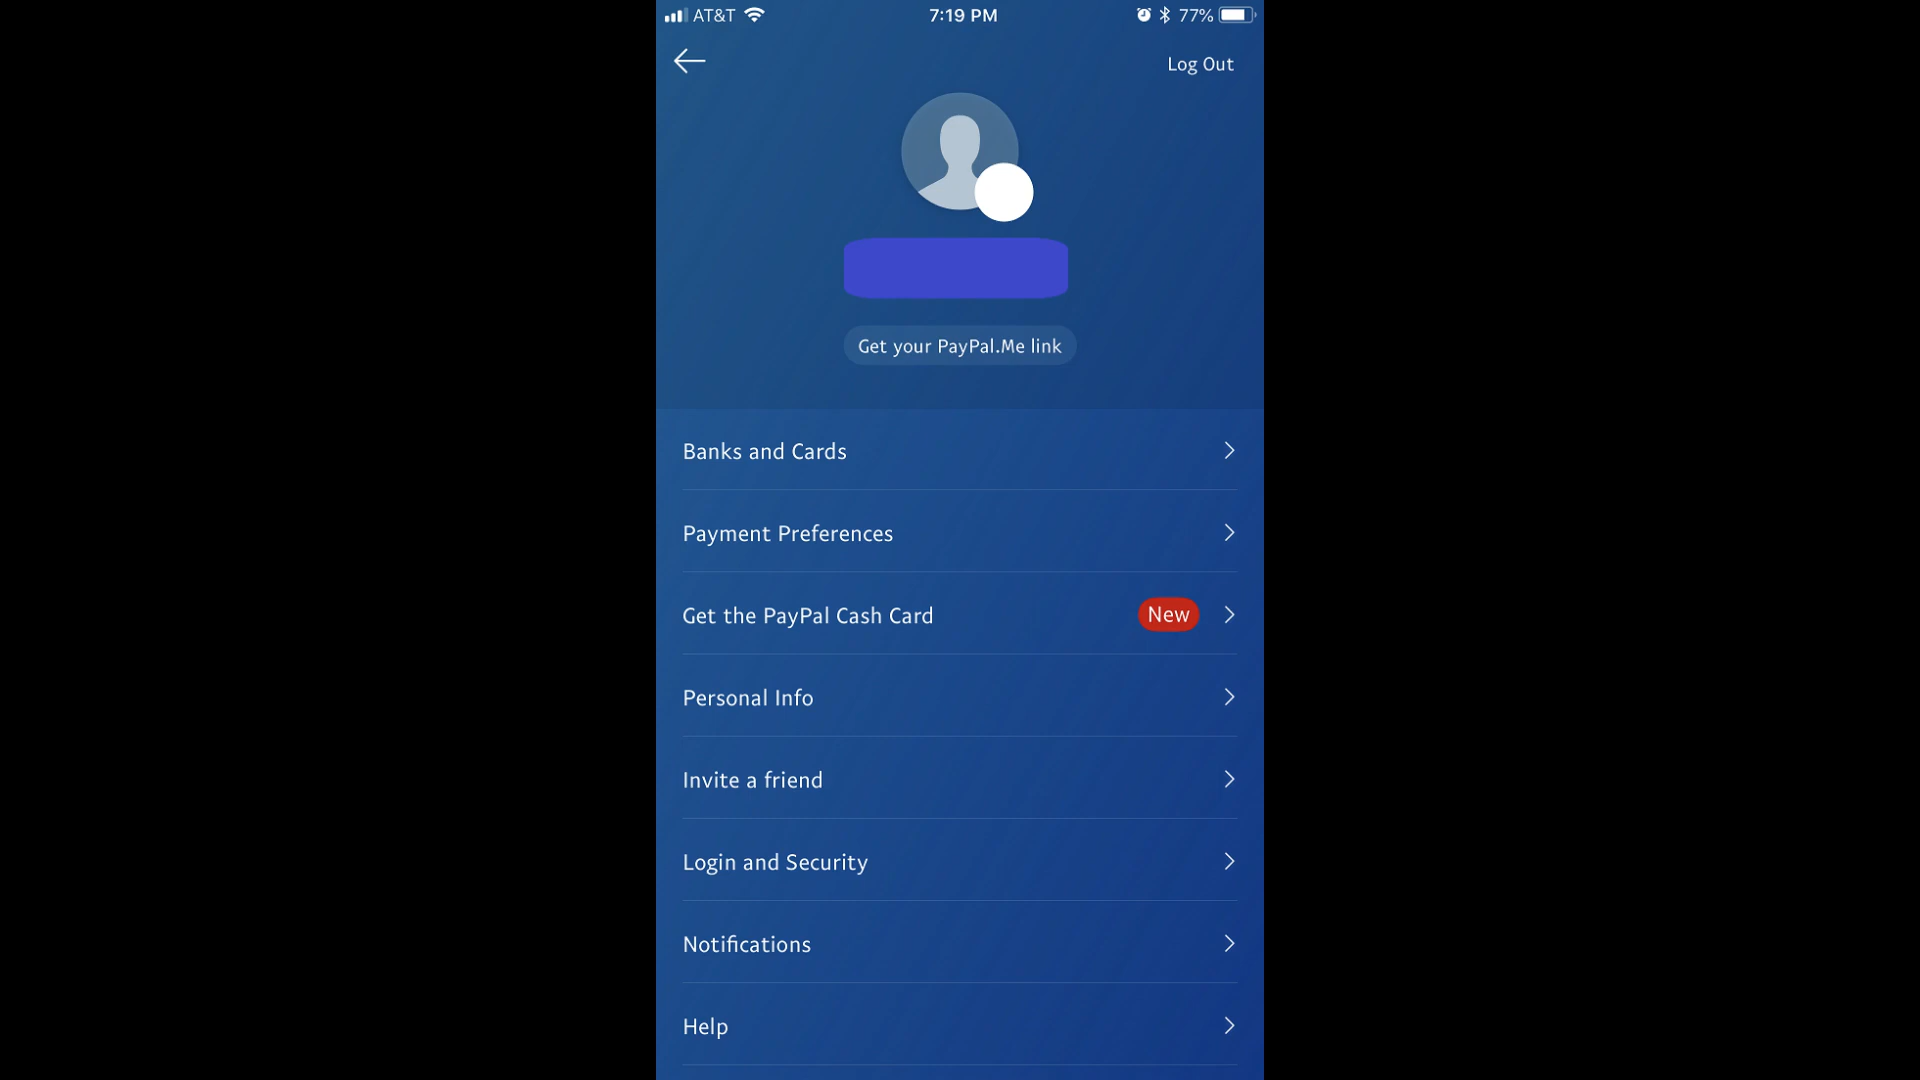 AT&T 7:19 PM 77%
Log Out
Get your PayPal.Me link
Banks and Cards
Payment Preferences
Get the PayPal Cash Card New
Personal Info
Invite a friend
Login and Security
Notifications
Help